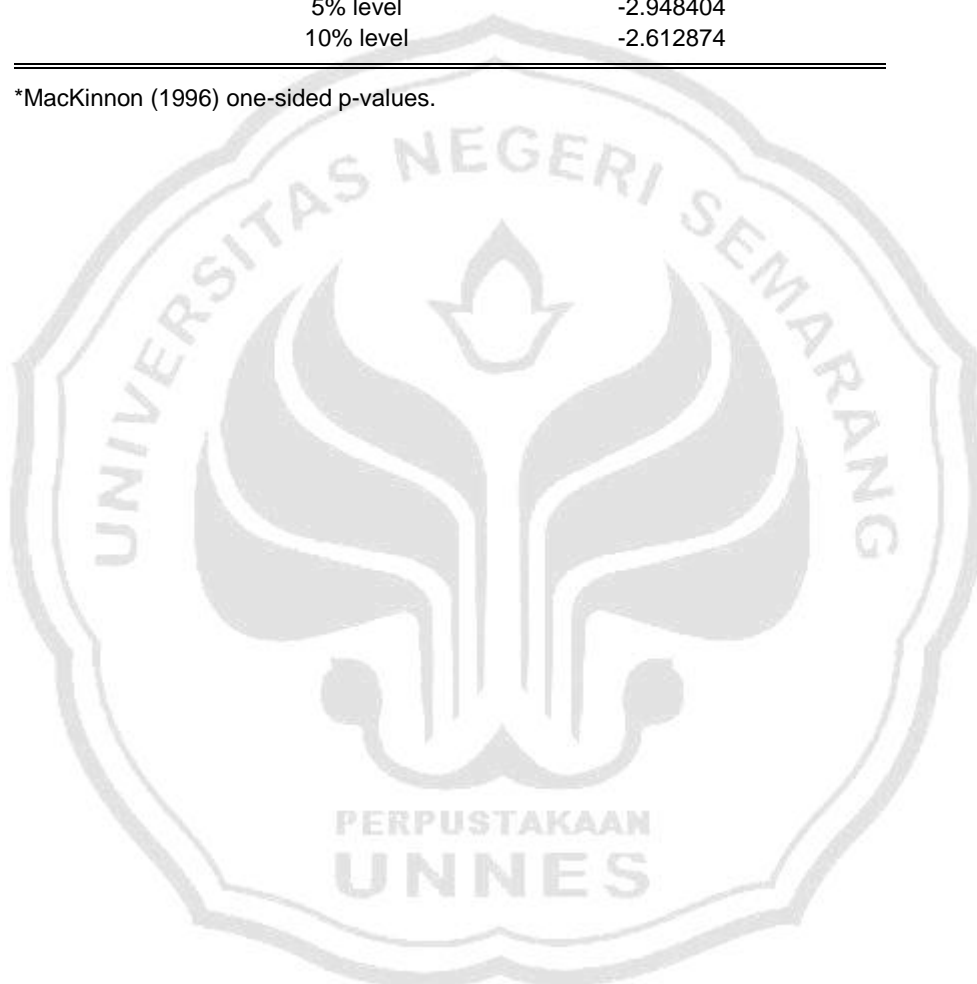 5% level -2.948404
10% level -2.612874
*MacKinnon (1996) one-sided p-values.
UNIVERSITAS NEGERI SEMARANG
PERPUSTAKAAN
UNNES